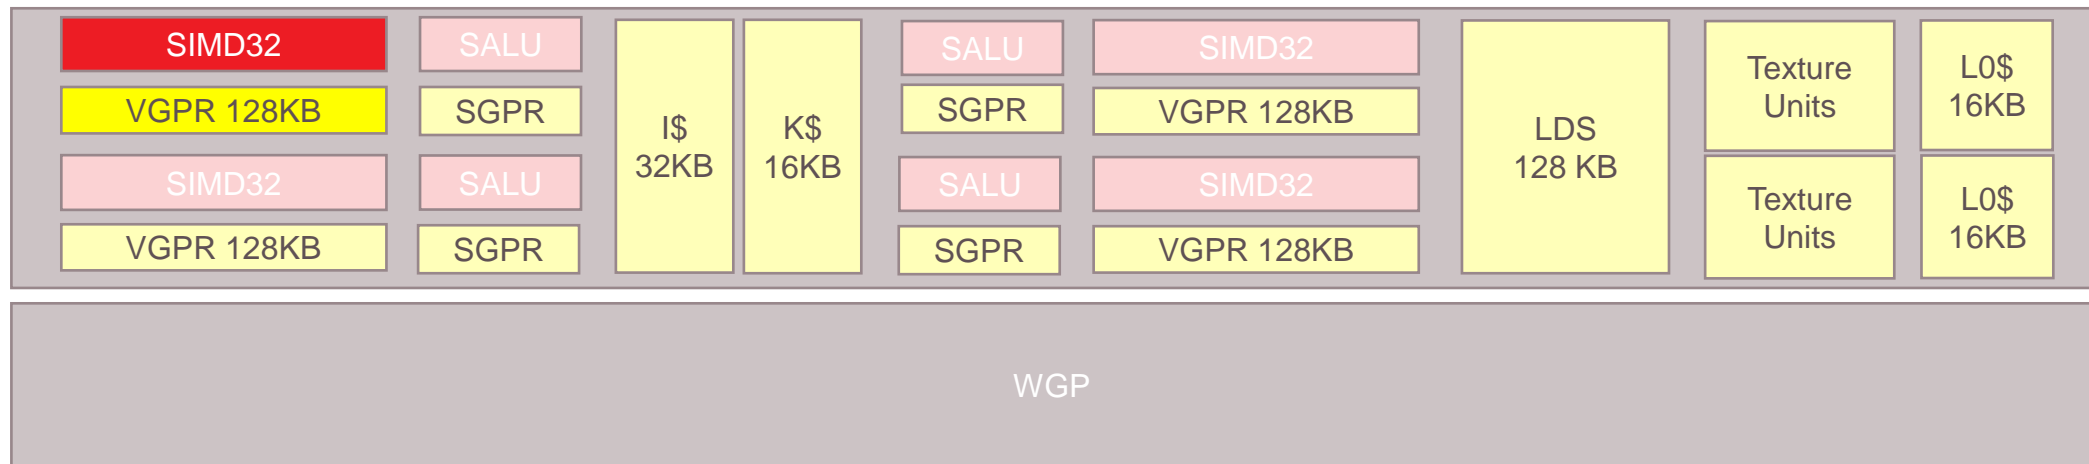 SIMD32
VGPR 128KB
SIMD32
VGPR 128KB
SALU
SGPR
SALU
SGPR
I$
32KB
K$
16KB
SALU
SGPR
SALU
SGPR
SIMD32
VGPR 128KB
SIMD32
VGPR 128KB
LDS
128 KB
Texture
Units
Texture
Units
L0$
16KB
L0$
16KB
WGP